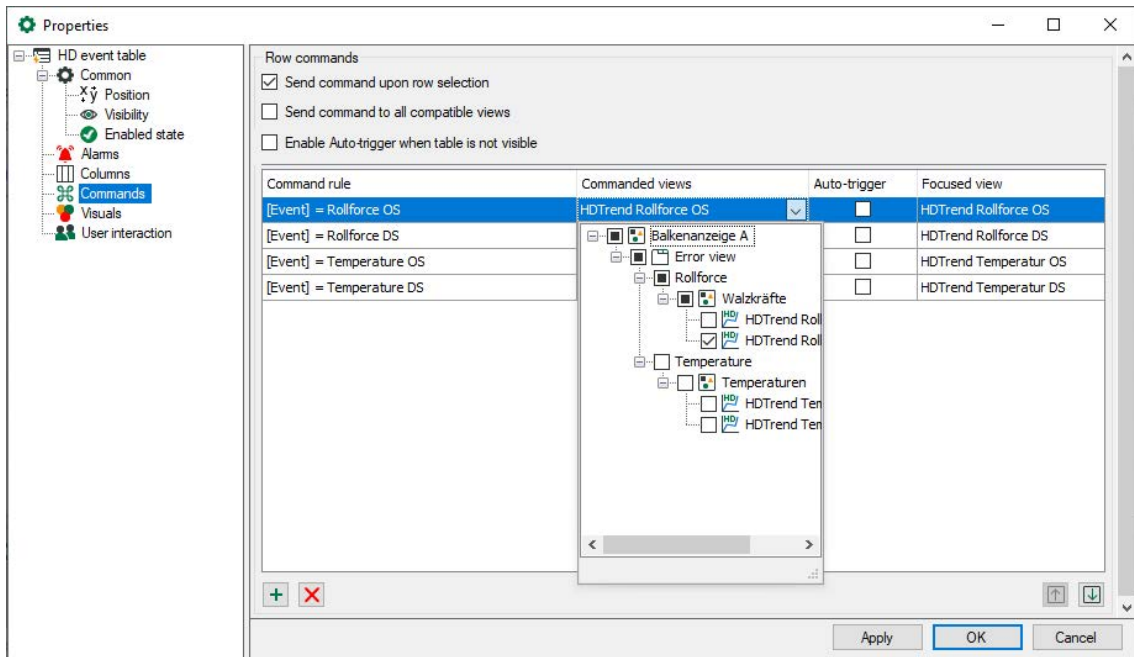 Properties
HD event table
Common
Position
Visibility
Enabled state
Alarms
Columns
Commands
Visuals
User interaction
Row commands
Send command upon row selection
Send command to all compatible views
Enable Auto-trigger when table is not visible
Command rule Commanded views Auto-trigger Focused view
[Event] = Rollforce OS HDTrend Rollforce OS HDTrend Rollforce OS
[Event] = Rollforce DS HDTrend Rollforce DS
[Event] = Temperature OS HDTrend Temperatur OS
[Event] = Temperature DS HDTrend Temperatur DS
Balkenanzeige A
Error view
Rollforce
Walzkräfte
HDTrend Roll
HDTrend Roll
Temperature
Temperaturen
HDTrend Ten
HDTrend Ten
Apply OK Cancel